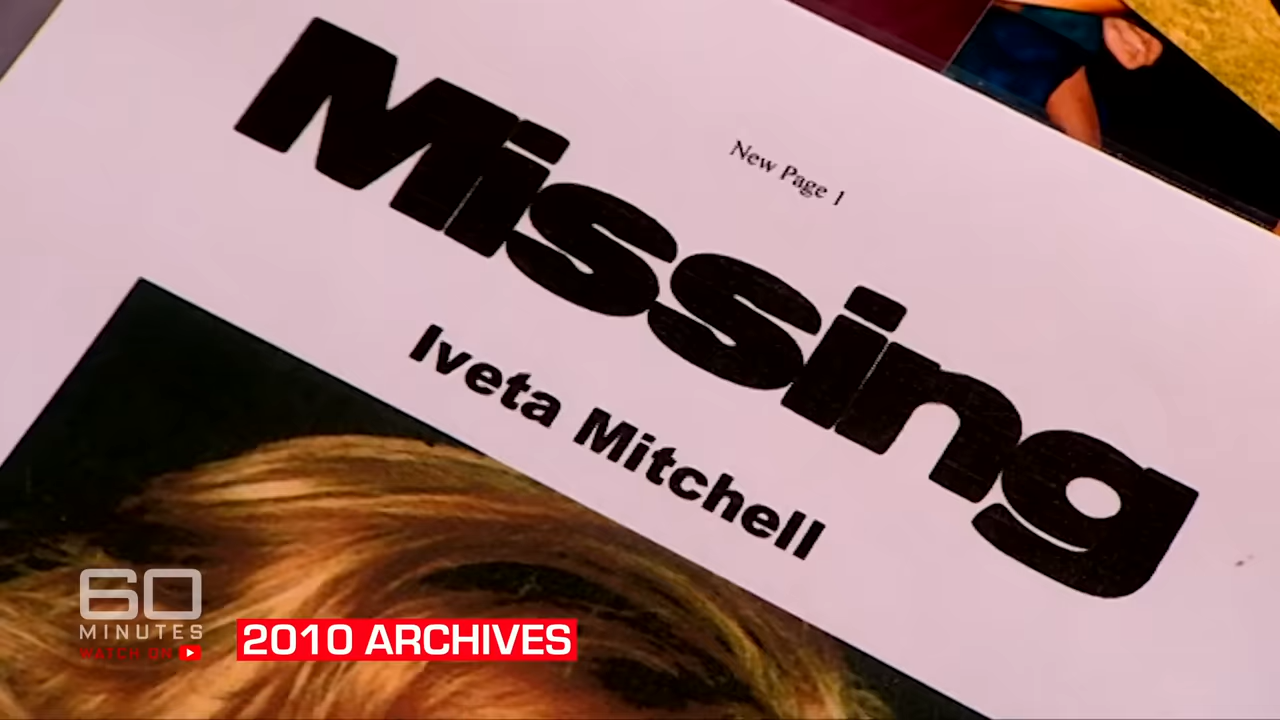 New Page 1
Missing
Iveta Mitchell
60
MINUTES
WATCH ON
2010 ARCHIVES